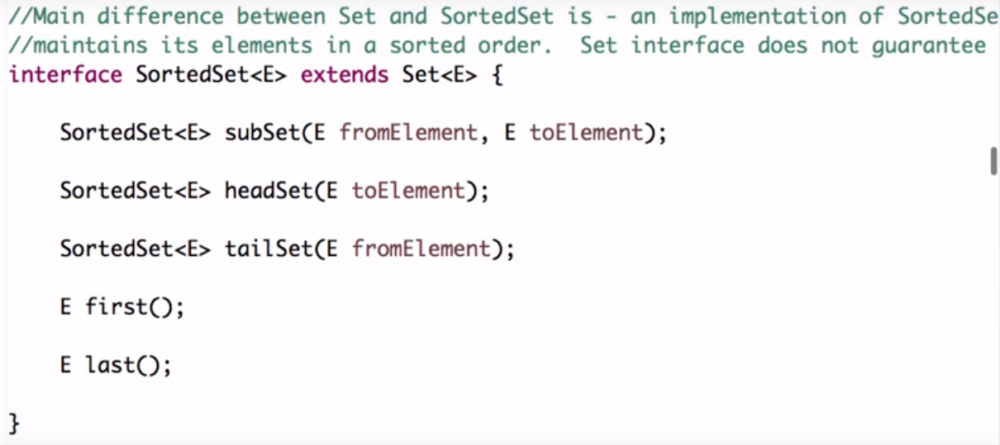 //Main difference between Set and SortedSet is - an implementation of SortedSe
//maintains its elements in a sorted order.  Set interface does not guarantee
interface SortedSet<E> extends Set<E> {
    SortedSet<E> subSet(E fromElement, E toElement);
    SortedSet<E> headSet(E toElement);
    SortedSet<E> tailSet(E fromElement);
    E first();
    E last();
}